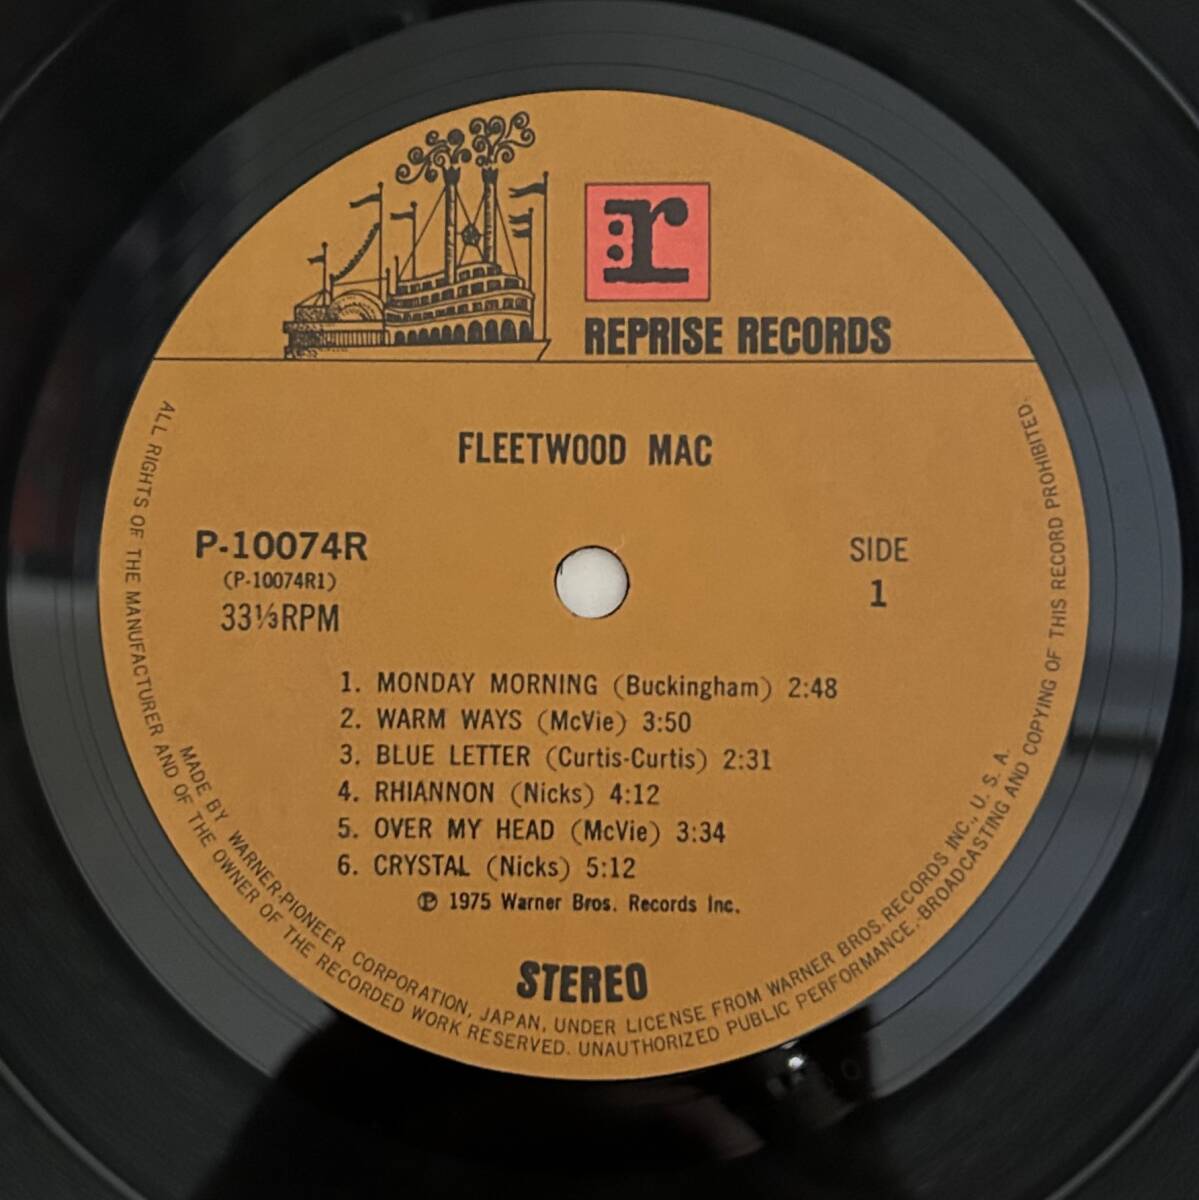 r
REPRISE RECORDS
FLEETWOOD MAC
P-10074R
(P-10074R1)
33⅓RPM
SIDE
1
1. MONDAY MORNING (Buckingham) 2:48
2. WARM WAYS (McVie) 3:50
3. BLUE LETTER (Curtis-Curtis) 2:31
4. RHIANNON (Nicks) 4:12
5. OVER MY HEAD (McVie) 3:34
6. CRYSTAL (Nicks) 5:12
℗ 1975 Warner Bros. Records Inc.
STEREO
MADE BY WARNER-PIONEER CORPORATION, JAPAN, UNDER LICENSE FROM WARNER BROS. RECORDS INC., U. S. A.
ALL RIGHTS OF THE MANUFACTURER AND OF THE OWNER OF THE RECORDED WORK RESERVED. UNAUTHORIZED PUBLIC PERFORMANCE,-BROADCASTING AND COPYING OF THIS RECORD PROHIBITED-